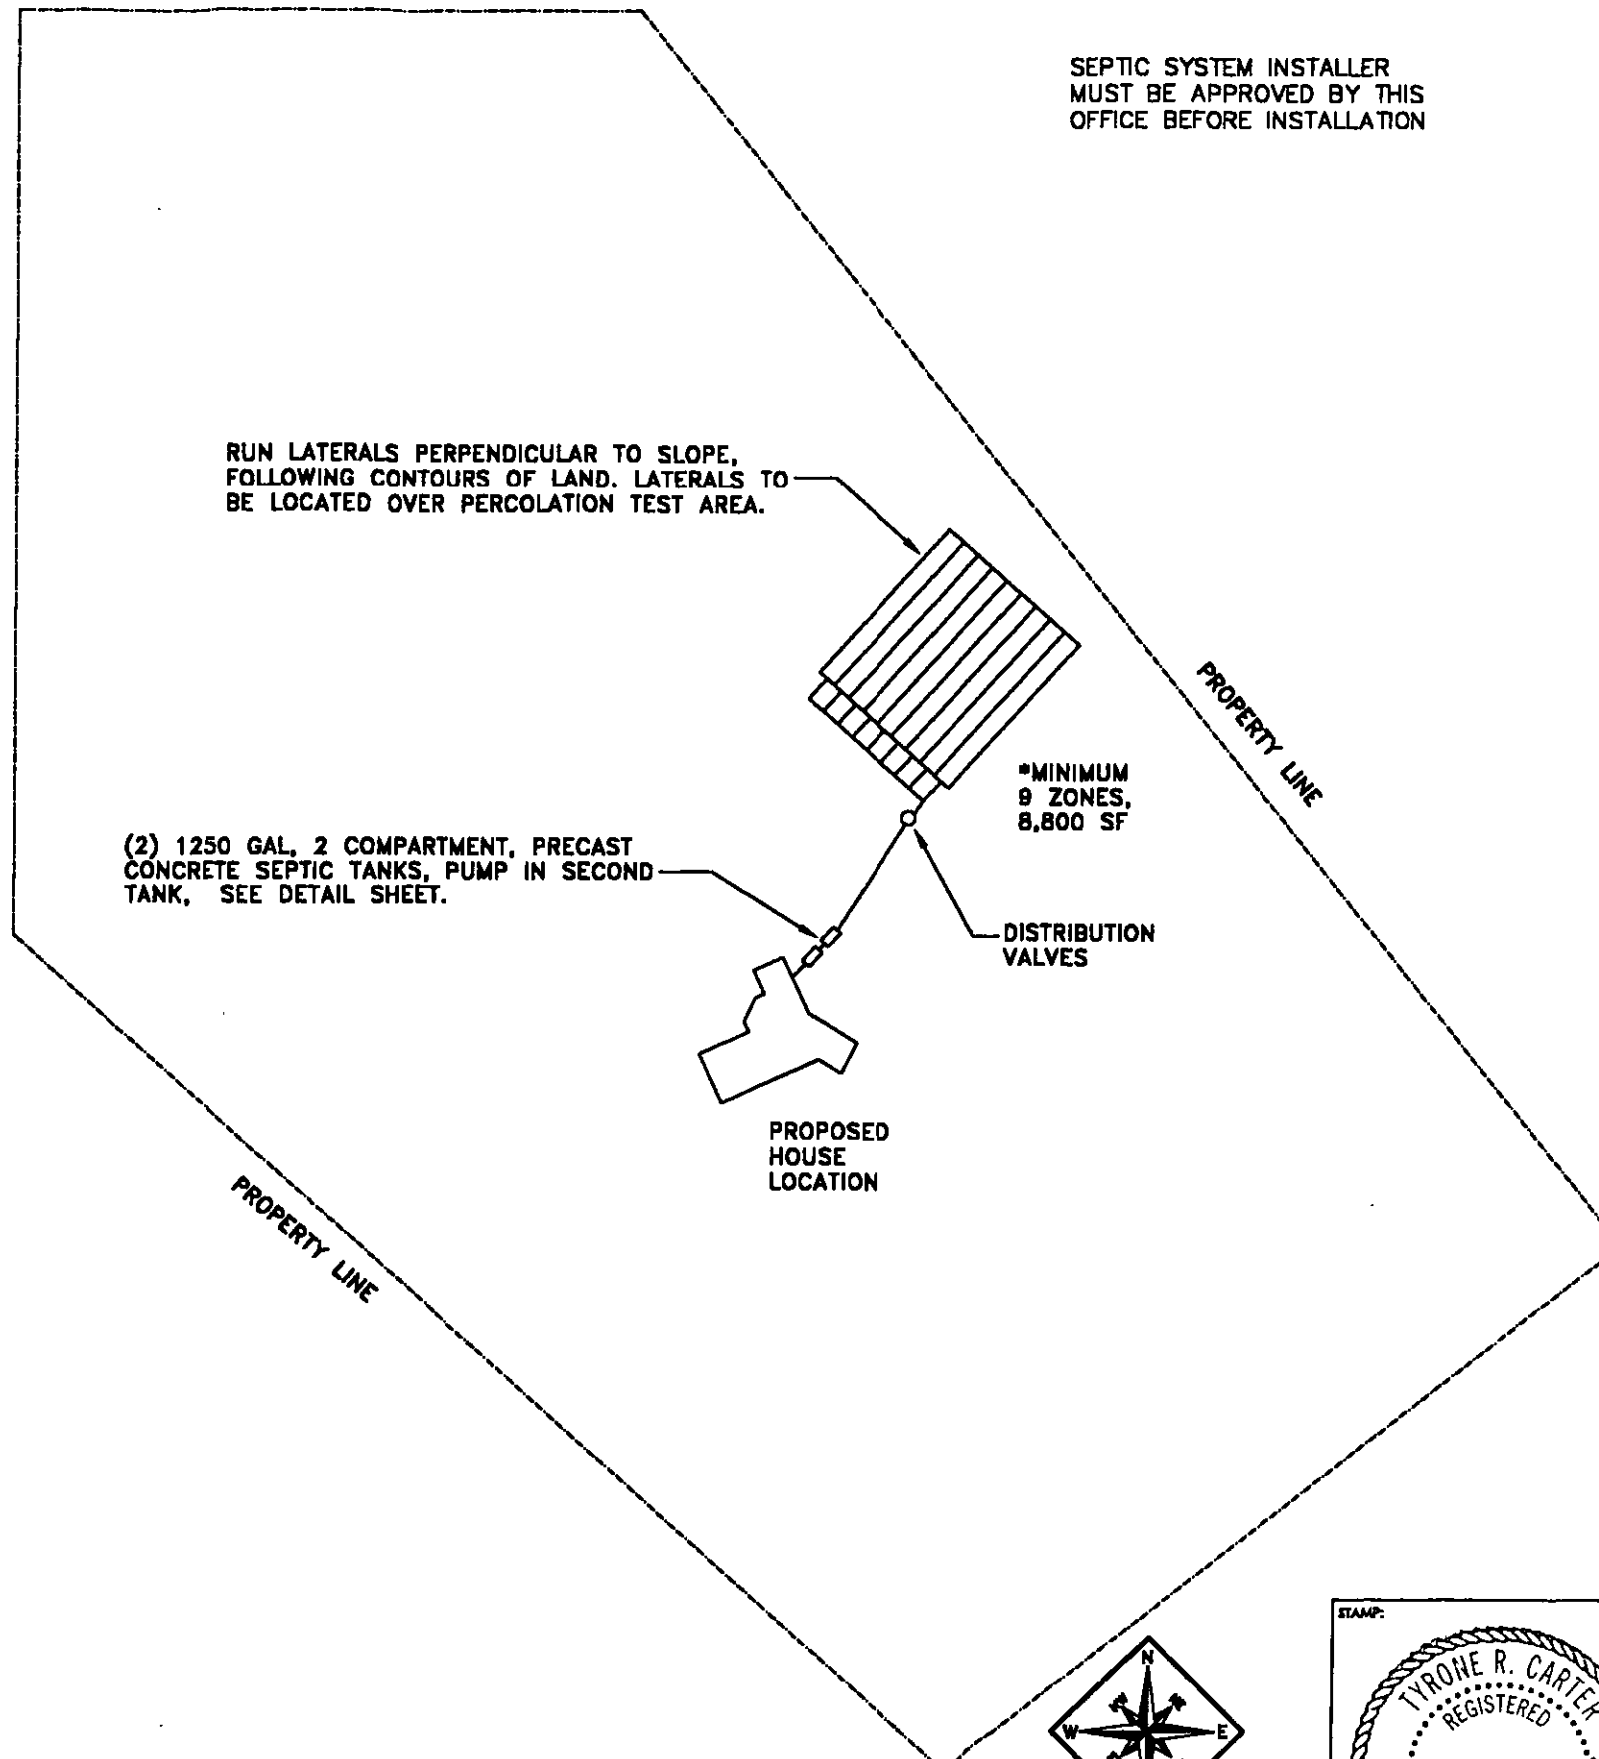 SEPTIC SYSTEM INSTALLER
MUST BE APPROVED BY THIS
OFFICE BEFORE INSTALLATION
RUN LATERALS PERPENDICULAR TO SLOPE,
FOLLOWING CONTOURS OF LAND. LATERALS TO
BE LOCATED OVER PERCOLATION TEST AREA.
PROPERTY LINE
*MINIMUM
9 ZONES,
8,800 SF
(2) 1250 GAL, 2 COMPARTMENT, PRECAST
CONCRETE SEPTIC TANKS, PUMP IN SECOND
TANK, SEE DETAIL SHEET.
DISTRIBUTION
VALVES
PROPOSED
HOUSE
LOCATION
PROPERTY LINE
N
W
E
STAMP:
TYRONE R. CARTER
REGISTERED